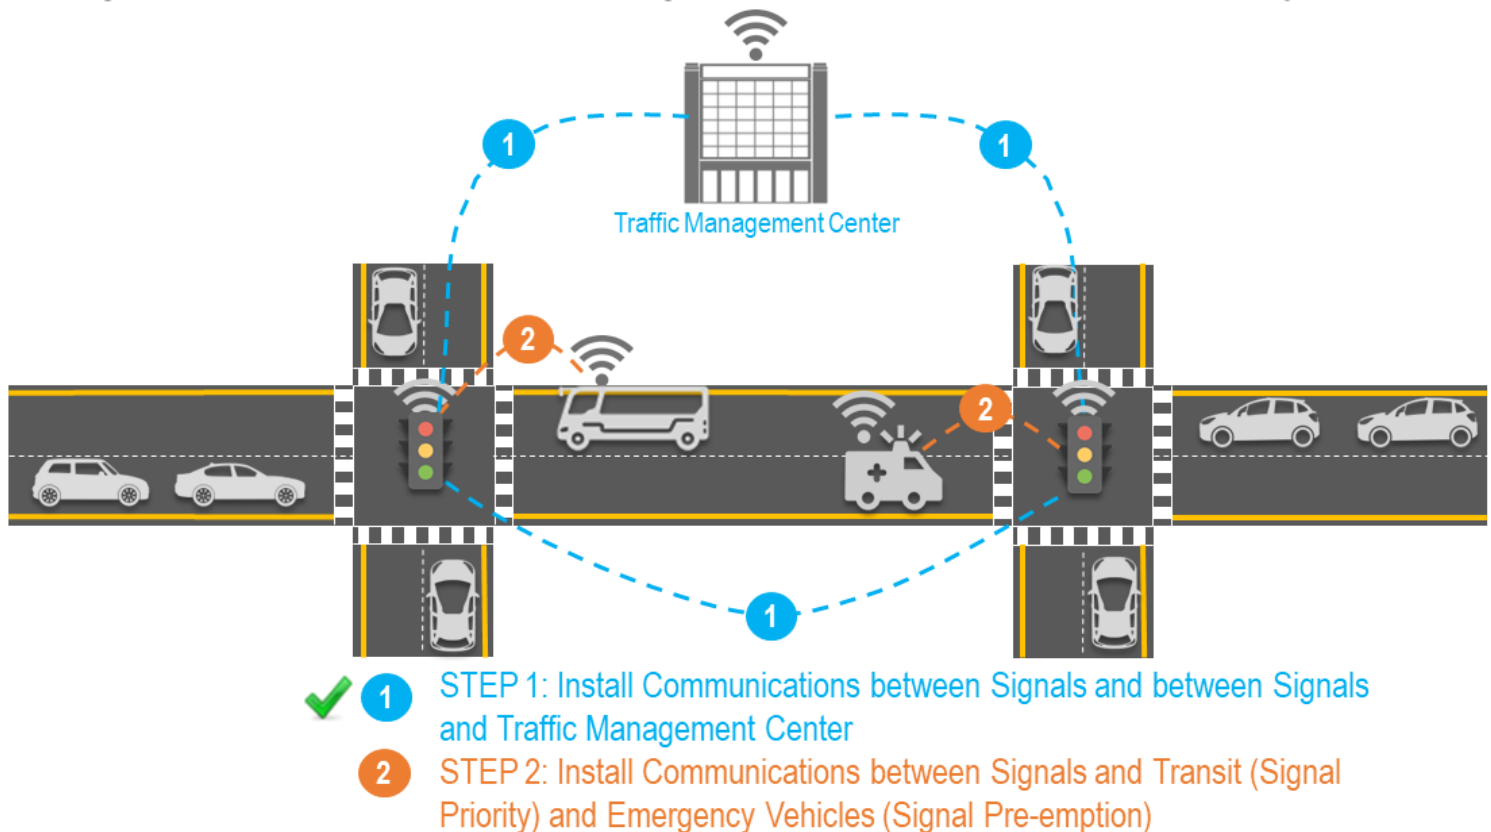 1
1
Traffic Management Center
2
2
1
1 STEP 1: Install Communications between Signals and between Signals
and Traffic Management Center
2 STEP 2: Install Communications between Signals and Transit (Signal
Priority) and Emergency Vehicles (Signal Pre-emption)